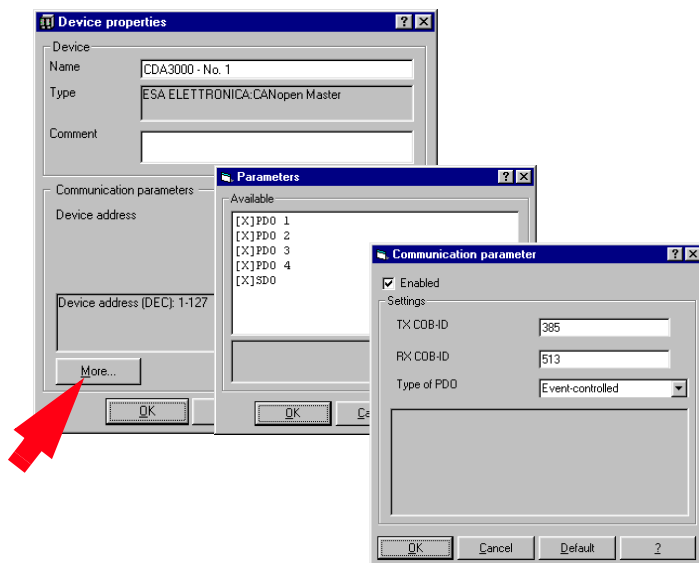 Device properties
Device
Name
CDA3000 - No. 1
Type
ESA ELETTRONICA:CANopen Master
Comment
Communication parameters
Device address
Device address (DEC): 1-127
More...
OK
Parameters
Available
[X]PDO 1
[X]PDO 2
[X]PDO 3
[X]PDO 4
[X]SDO
OK
Communication parameter
Enabled
Settings
TX COB-ID
385
RX COB-ID
513
Type of PDO
Event-controlled
OK
Cancel
Default
?